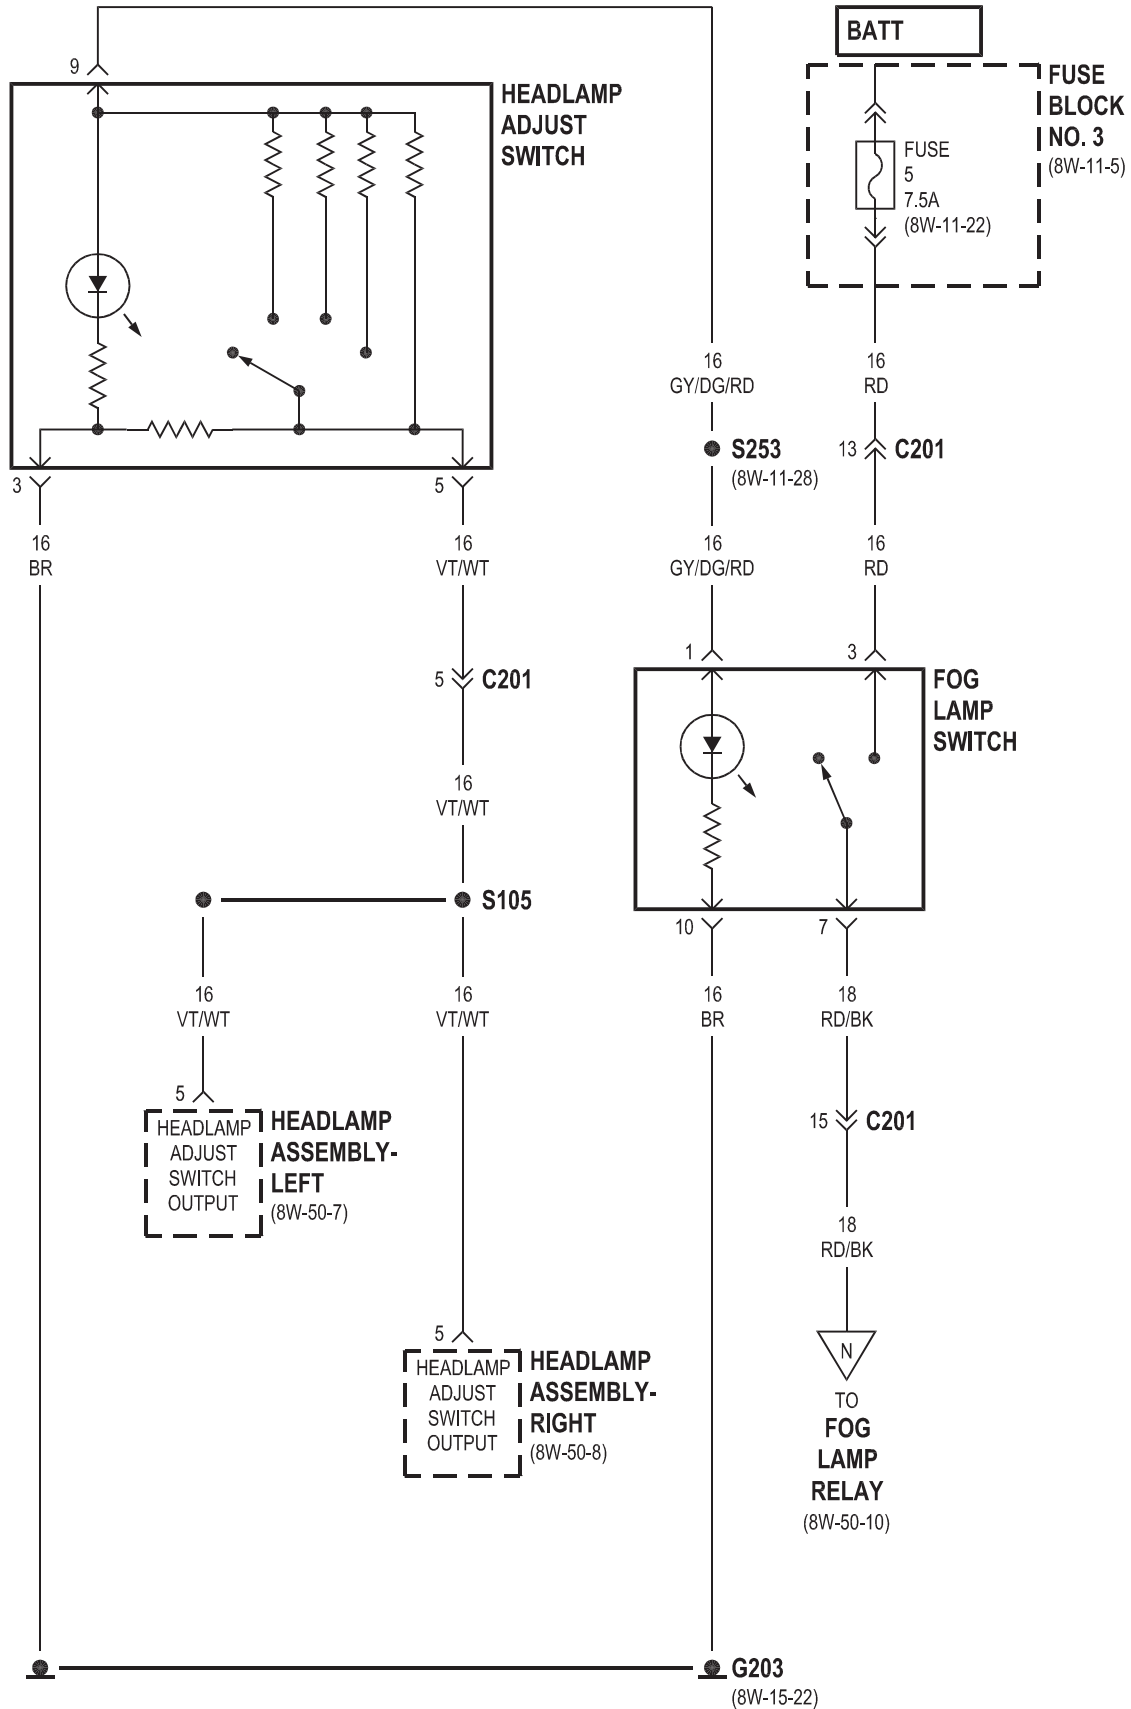 BATT
9
HEADLAMP
ADJUST
SWITCH
FUSE
BLOCK
NO. 3
(8W-11-5)
FUSE
5
7.5A
(8W-11-22)
16
GY/DG/RD
16
RD
S253
(8W-11-28)
13
C201
3
5
16
BR
16
VT/WT
16
GY/DG/RD
16
RD
1
3
5
C201
FOG
LAMP
SWITCH
16
VT/WT
S105
10
7
16
VT/WT
16
VT/WT
16
BR
18
RD/BK
5
HEADLAMP
ADJUST
SWITCH
OUTPUT
HEADLAMP
ASSEMBLY-
LEFT
(8W-50-7)
15
C201
18
RD/BK
5
HEADLAMP
ADJUST
SWITCH
OUTPUT
HEADLAMP
ASSEMBLY-
RIGHT
(8W-50-8)
N
TO
FOG
LAMP
RELAY
(8W-50-10)
G203
(8W-15-22)